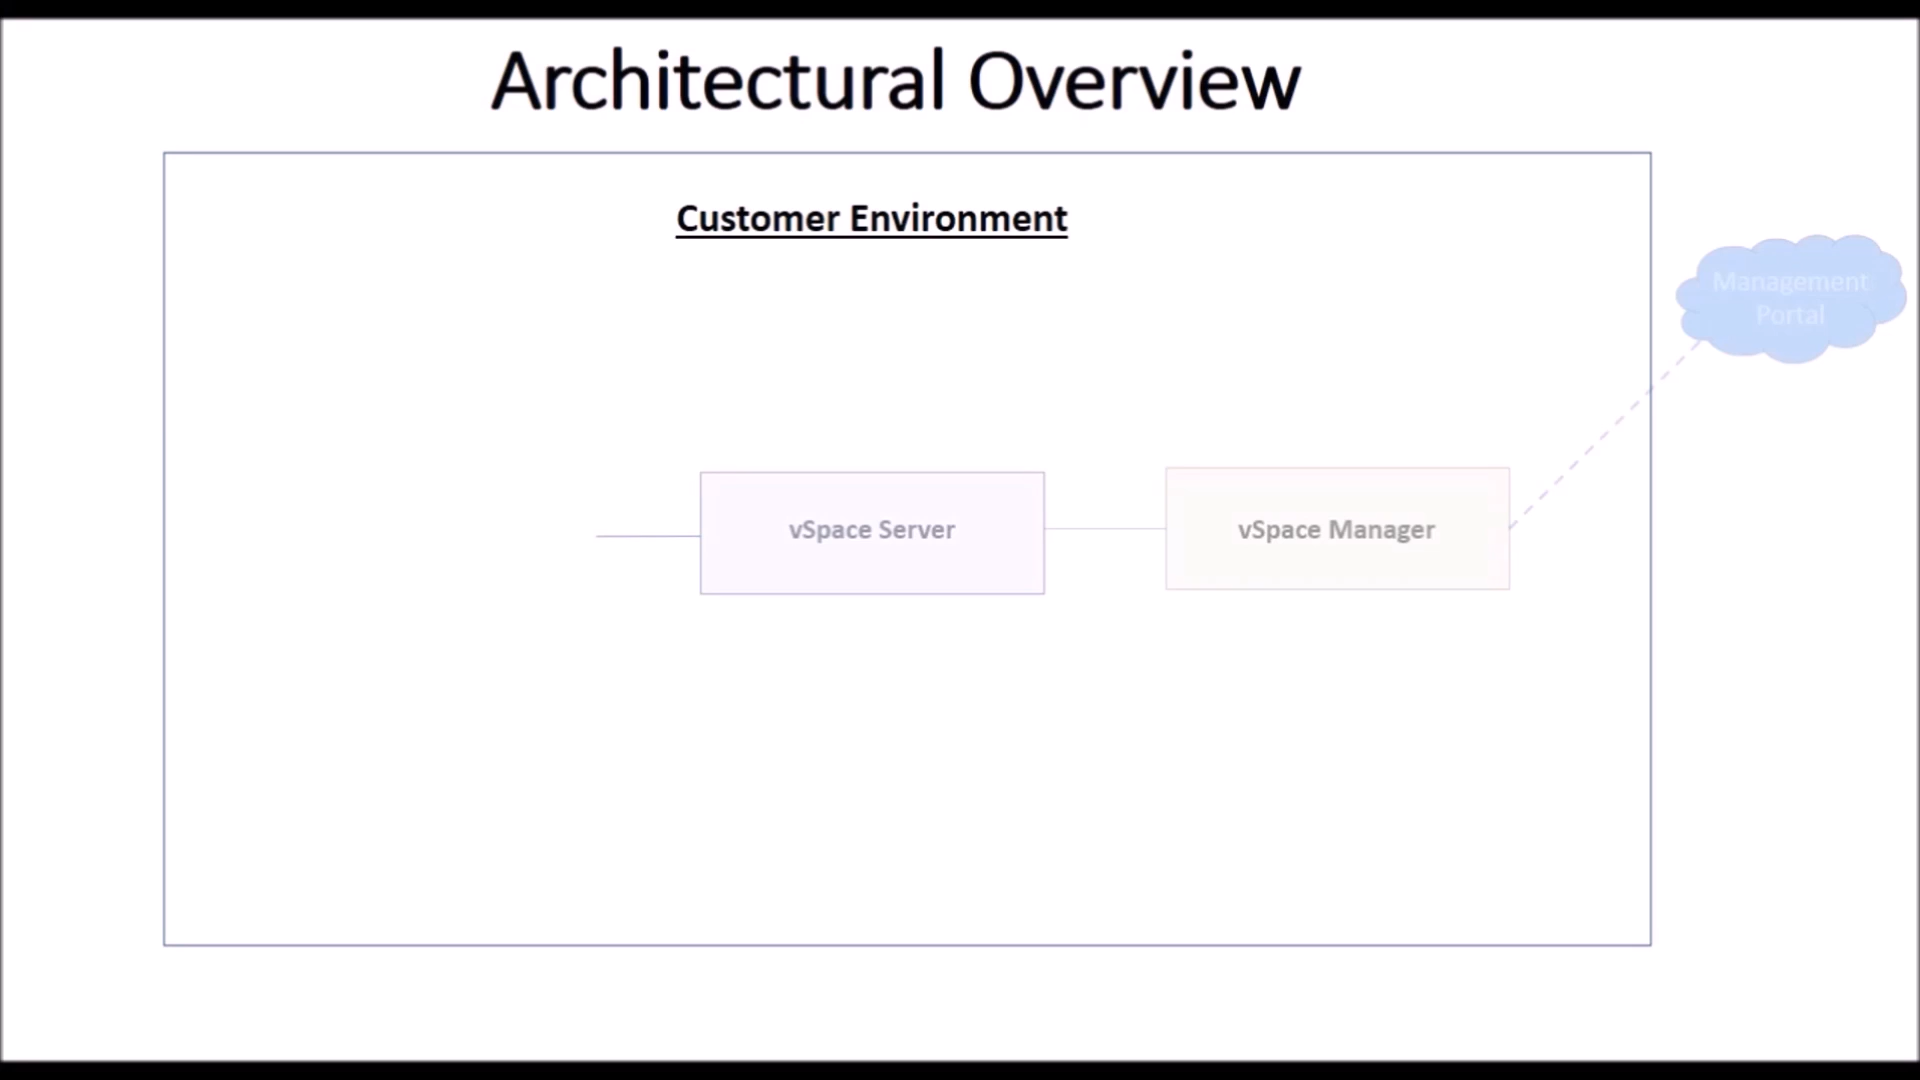 Architectural Overview
Customer Environment
Management
Portal
vSpace Server
vSpace Manager